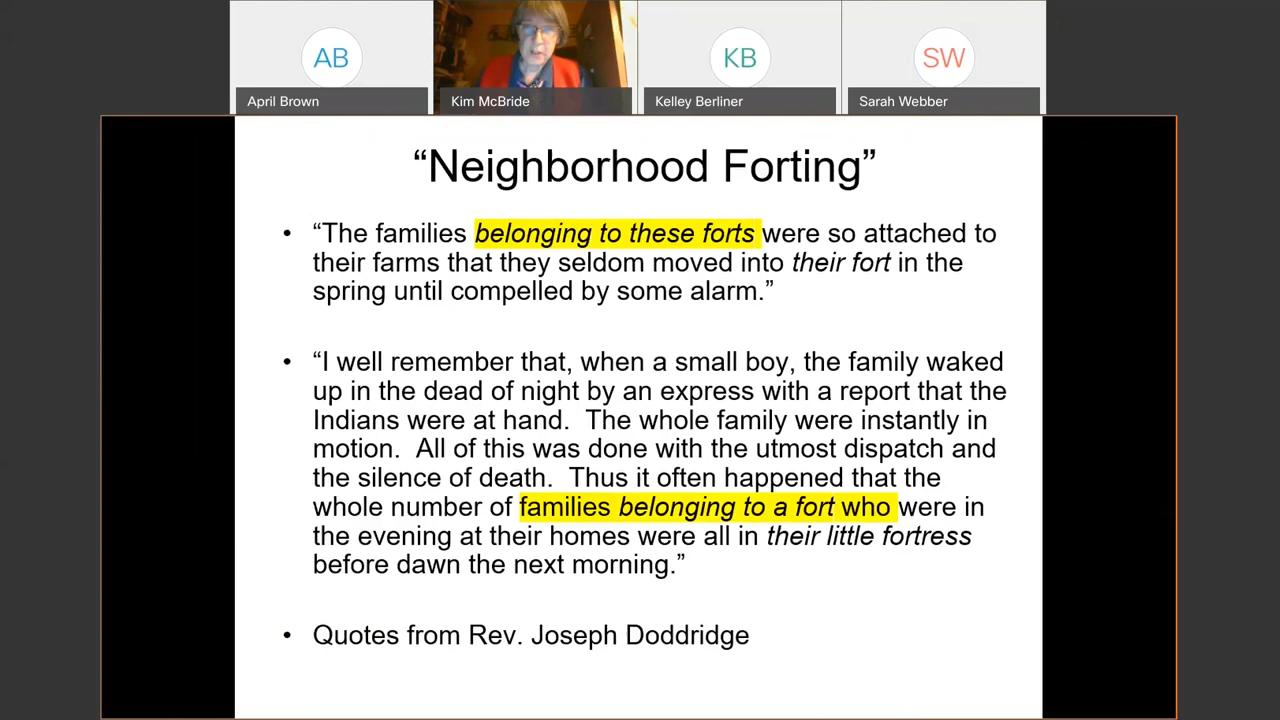 AB
April Brown
Kim McBride
KB
Kelley Berliner
SW
Sarah Webber
“Neighborhood Forting”
• “The families belonging to these forts were so attached to
their farms that they seldom moved into their fort in the
spring until compelled by some alarm.”
• “I well remember that, when a small boy, the family waked
up in the dead of night by an express with a report that the
Indians were at hand.  The whole family were instantly in
motion.  All of this was done with the utmost dispatch and
the silence of death.  Thus it often happened that the
whole number of families belonging to a fort who were in
the evening at their homes were all in their little fortress
before dawn the next morning.”
• Quotes from Rev. Joseph Doddridge